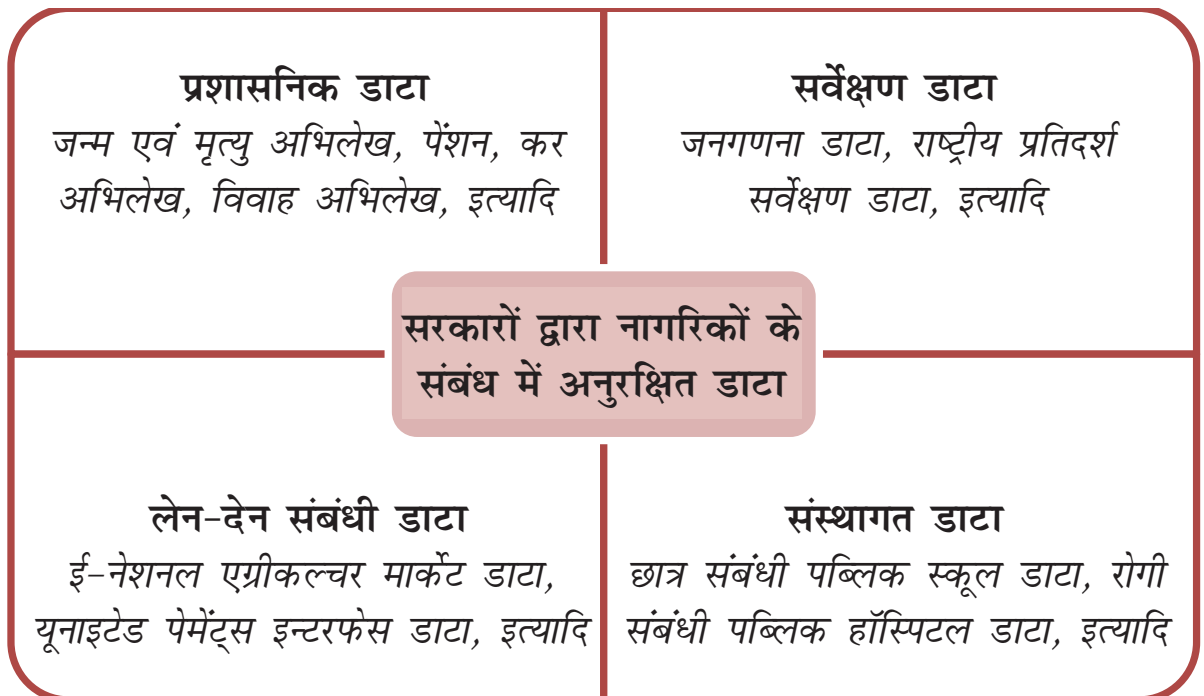 प्रशासनिक डाटा
जन्म एवं मृत्यु अभिलेख, पेंशन, कर
अभिलेख, विवाह अभिलेख, इत्यादि
सर्वेक्षण डाटा
जनगणना डाटा, राष्ट्रीय प्रतिदर्श
सर्वेक्षण डाटा, इत्यादि
सरकारों द्वारा नागरिकों के
संबंध में अनुरक्षित डाटा
लेन-देन संबंधी डाटा
ई-नेशनल एग्रीकल्चर मार्केट डाटा,
यूनाइटेड पेमेंट्स इन्टरफेस डाटा, इत्यादि
संस्थागत डाटा
छात्र संबंधी पब्लिक स्कूल डाटा, रोगी
संबंधी पब्लिक हॉस्पिटल डाटा, इत्यादि